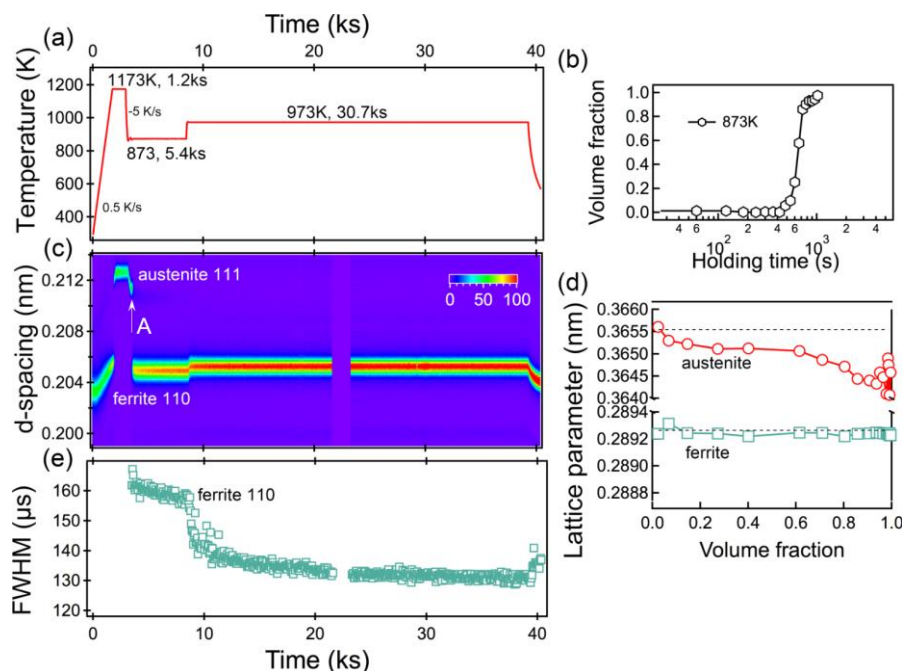 Time (ks)
(a)
0 10 20 30 40
Temperature (K)
1200
1000
800
600
400
1173K, 1.2ks
-5 K/s
973K, 30.7ks
873, 5.4ks
0.5 K/s
(b)
Volume fraction
1.0
0.8
0.6
0.4
0.2
0.0
873K
4 6 2 4 6 2 4
10² 10³
Holding time (s)
(c)
d-spacing (nm)
0.212
0.208
0.204
0.200
austenite 111
A
0 50 100
ferrite 110
(d)
Lattice parameter (nm)
0.3660
0.3655
0.3650
0.3645
0.3640
austenite
0.2894
0.2892
0.2890
0.2888
ferrite
0.0 0.2 0.4 0.6 0.8 1.0
Volume fraction
(e)
FWHM (µs)
160
150
140
130
120
ferrite 110
0 10 20 30 40
Time (ks)